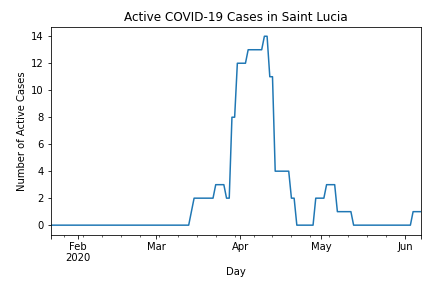 Active COVID-19 Cases in Saint Lucia
Number of Active Cases
14
12
10
8
6
4
2
0
Feb Mar Apr May Jun
2020
Day